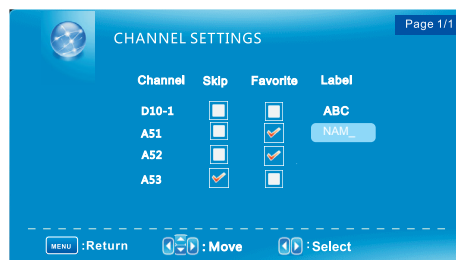 Page 1/1
CHANNEL SETTINGS
Channel Skip Favorite Label
D10-1 ABC
A51 NAM_
A52
A53
MENU :Return : Move : Select